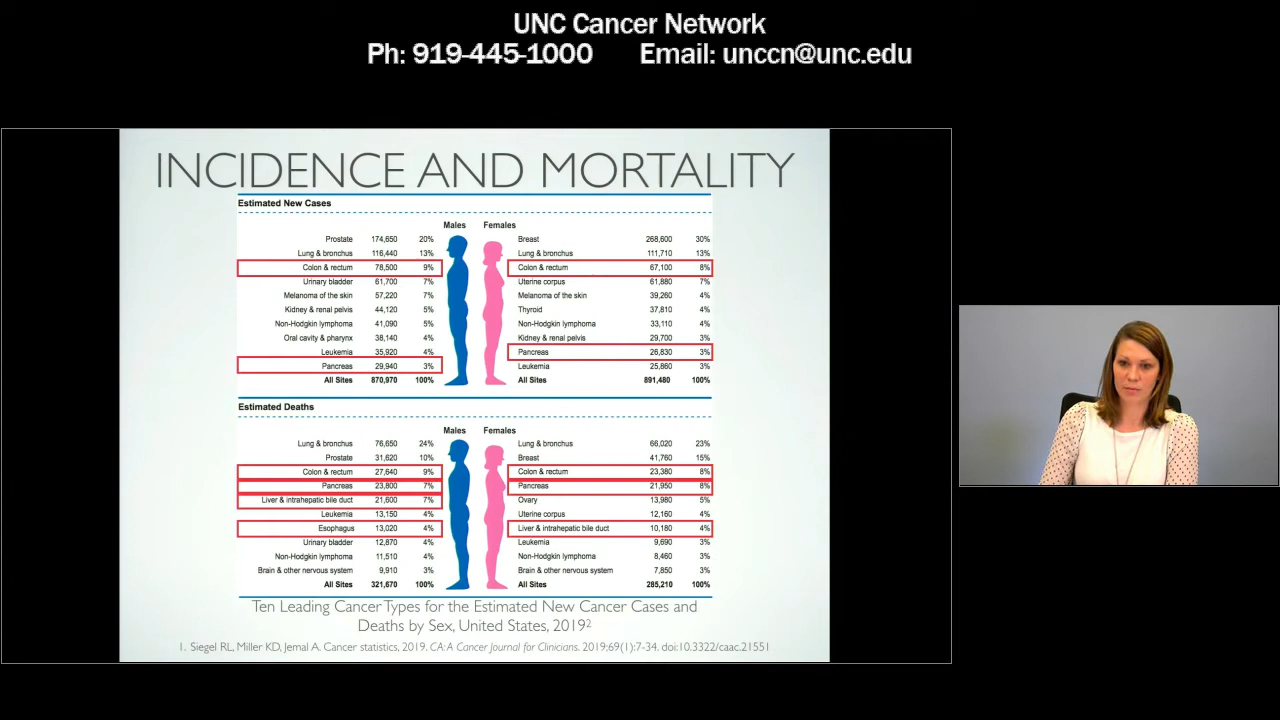 UNC Cancer Network
Ph: 919-445-1000 Email: unccn@unc.edu
INCIDENCE AND MORTALITY
Estimated New Cases
Males Females
Prostate 174,650 20% Breast 268,600 30%
Lung & bronchus 116,440 13% Lung & bronchus 111,710 13%
Colon & rectum 78,500 9% Colon & rectum 67,100 8%
Urinary bladder 61,700 7% Uterine corpus 61,880 7%
Melanoma of the skin 57,220 7% Melanoma of the skin 39,260 4%
Kidney & renal pelvis 44,120 5% Thyroid 37,810 4%
Non-Hodgkin lymphoma 41,090 5% Non-Hodgkin lymphoma 33,110 4%
Oral cavity & pharynx 38,140 4% Kidney & renal pelvis 29,700 3%
Leukemia 35,920 4% Pancreas 26,830 3%
Pancreas 29,940 3% Leukemia 25,860 3%
All Sites 870,970 100% All Sites 891,480 100%
Estimated Deaths
Males Females
Lung & bronchus 76,650 24% Lung & bronchus 66,020 23%
Prostate 31,620 10% Breast 41,760 15%
Colon & rectum 27,640 9% Colon & rectum 23,380 8%
Pancreas 23,800 7% Pancreas 21,950 8%
Liver & intrahepatic bile duct 21,600 7% Ovary 13,980 5%
Leukemia 13,150 4% Uterine corpus 12,160 4%
Esophagus 13,020 4% Liver & intrahepatic bile duct 10,180 4%
Urinary bladder 12,870 4% Leukemia 9,690 3%
Non-Hodgkin lymphoma 11,510 4% Non-Hodgkin lymphoma 8,460 3%
Brain & other nervous system 9,910 3% Brain & other nervous system 7,850 3%
All Sites 321,670 100% All Sites 285,210 100%
Ten Leading Cancer Types for the Estimated New Cancer Cases and
Deaths by Sex, United States, 2019²
1. Siegel RL, Miller KD, Jemal A. Cancer statistics, 2019. CA: A Cancer Journal for Clinicians. 2019;69(1):7-34. doi:10.3322/caac.21551